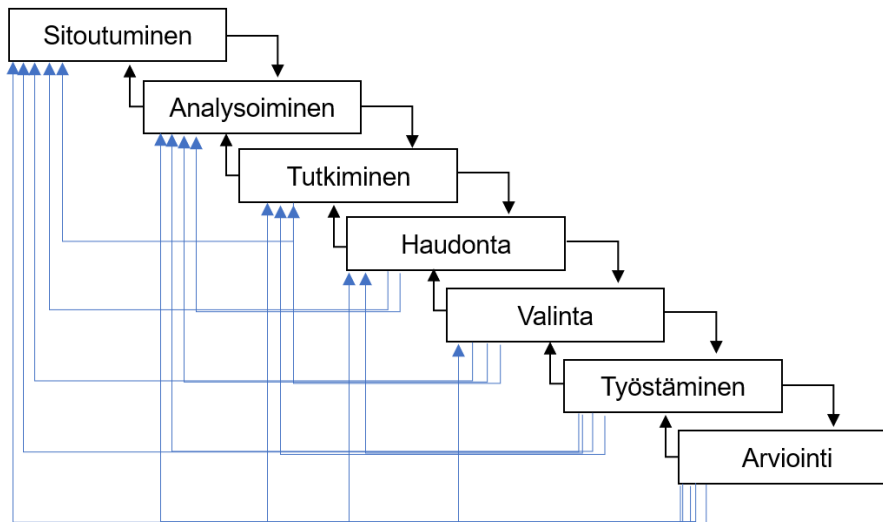 Sitoutuminen
Analysoiminen
Tutkiminen
Haudonta
Valinta
Työstäminen
Arviointi